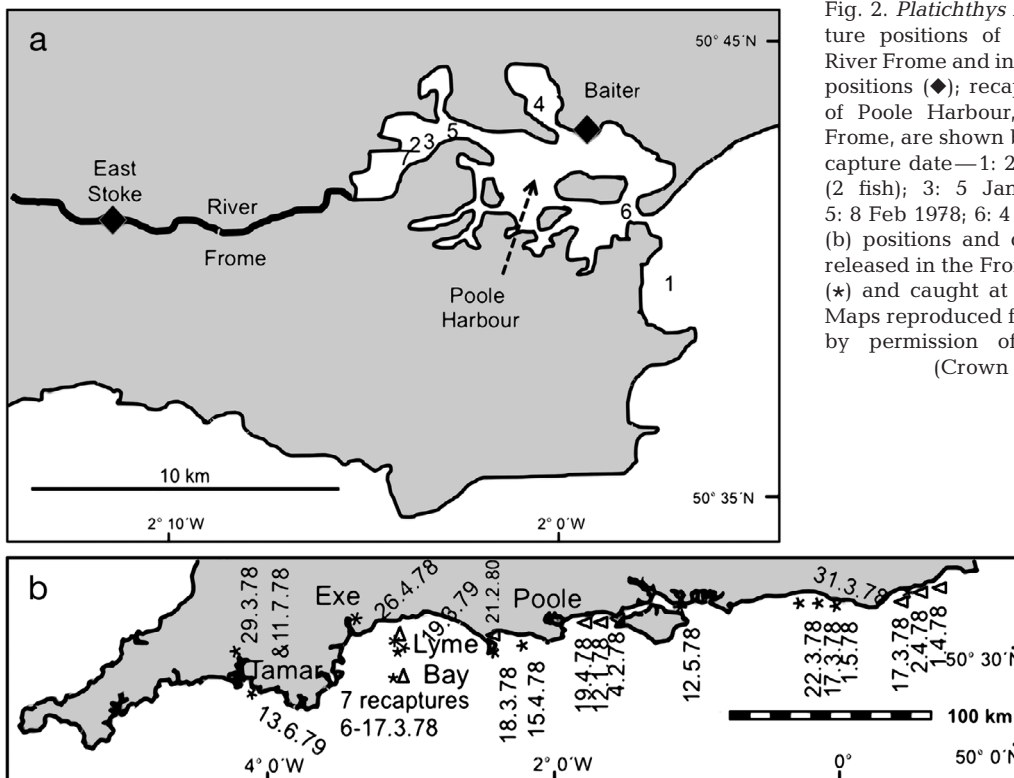 a
50° 45´N
Baiter
4
5
2 3
7
East
Stoke
River
Frome
6
1
Poole
Harbour
10 km
50° 35´N
2° 10´W
2° 0´W
Fig. 2. Platichthys
ture positions of
River Frome and in
positions (◆); recap
of Poole Harbour,
Frome, are shown b
capture date—1: 2
(2 fish); 3: 5 Jan
5: 8 Feb 1978; 6: 4
(b) positions and
released in the Fro
(★) and caught at
Maps reproduced f
by permission of
(Crown
b
29.3.78
&11.7.78
Exe
26.4.78
19.3.79
21.2.80
Poole
31.3.78
Tamar
Lyme
Bay
7 recaptures
6-17.3.78
13.6.79
18.3.78
15.4.78
19.4.78
12.1.78
4.2.78
12.5.78
22.3.78
17.3.78
1.5.78
17.3.78
2.4.78
1.4.78
50° 30´N
100 km
50° 0´N
4° 0´W
2° 0´W
0°